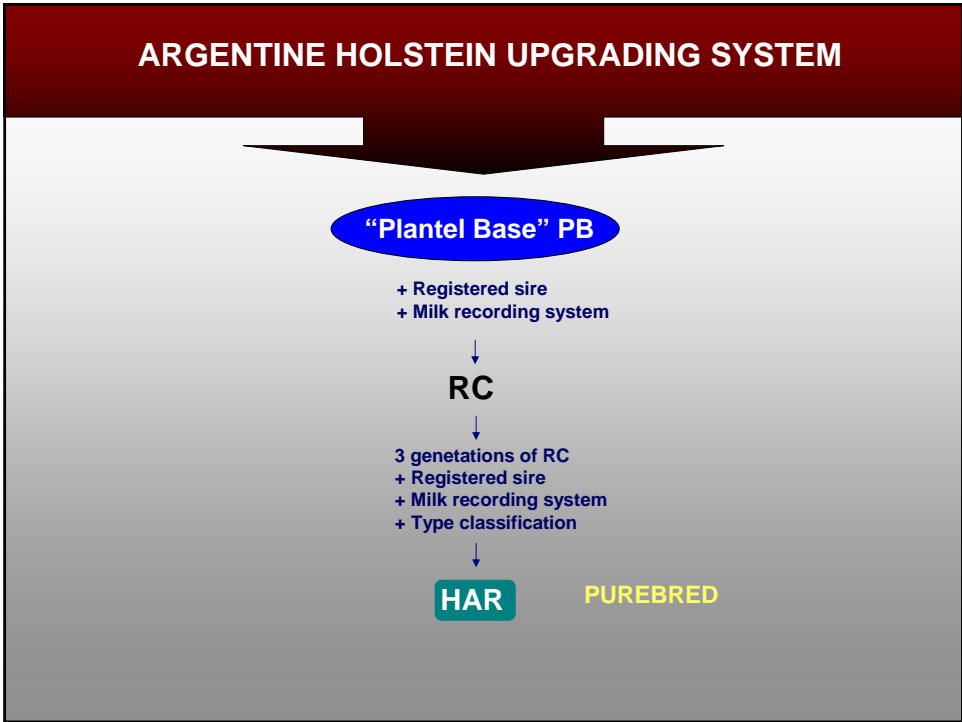 ARGENTINE HOLSTEIN UPGRADING SYSTEM
“Plantel Base” PB
+ Registered sire
+ Milk recording system
RC
3 genetations of RC
+ Registered sire
+ Milk recording system
+ Type classification
HAR
PUREBRED